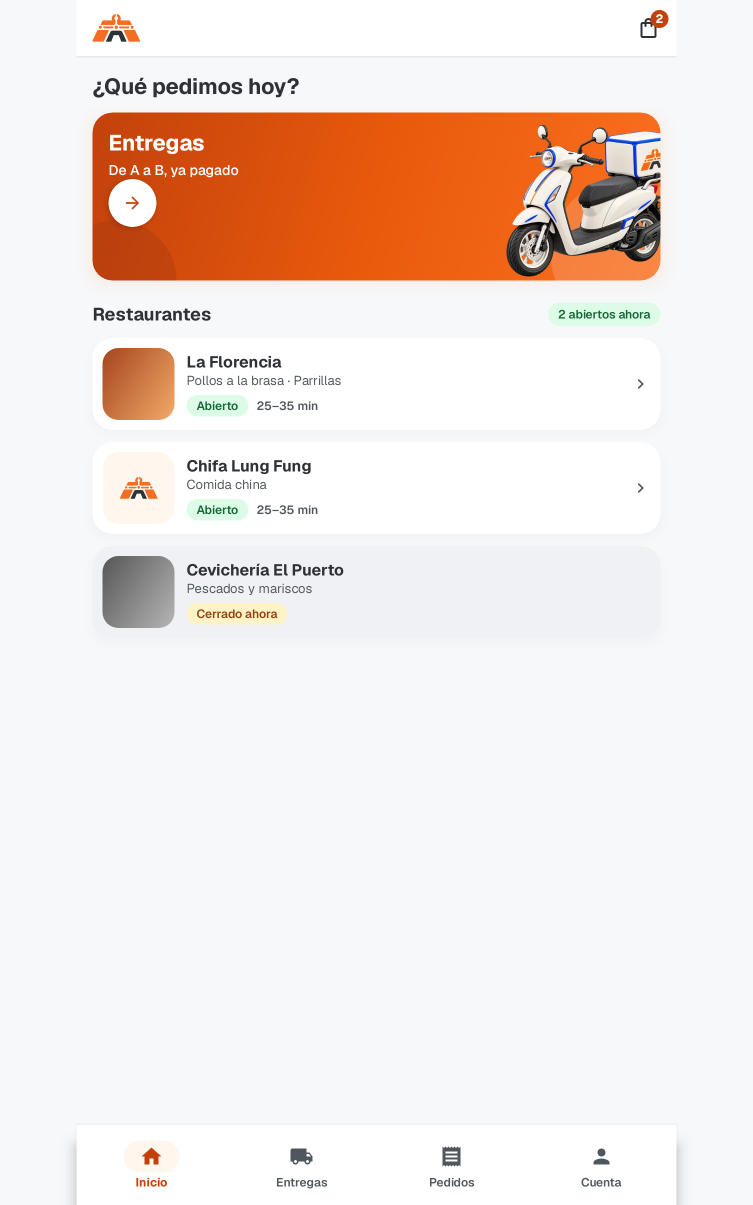 2
¿Qué pedimos hoy?
Entregas
De A a B, ya pagado
Restaurantes
2 abiertos ahora
La Florencia
Pollos a la brasa · Parrillas
Abierto 25–35 min
Chifa Lung Fung
Comida china
Abierto 25–35 min
Cevichería El Puerto
Pescados y mariscos
Cerrado ahora
Inicio Entregas Pedidos Cuenta